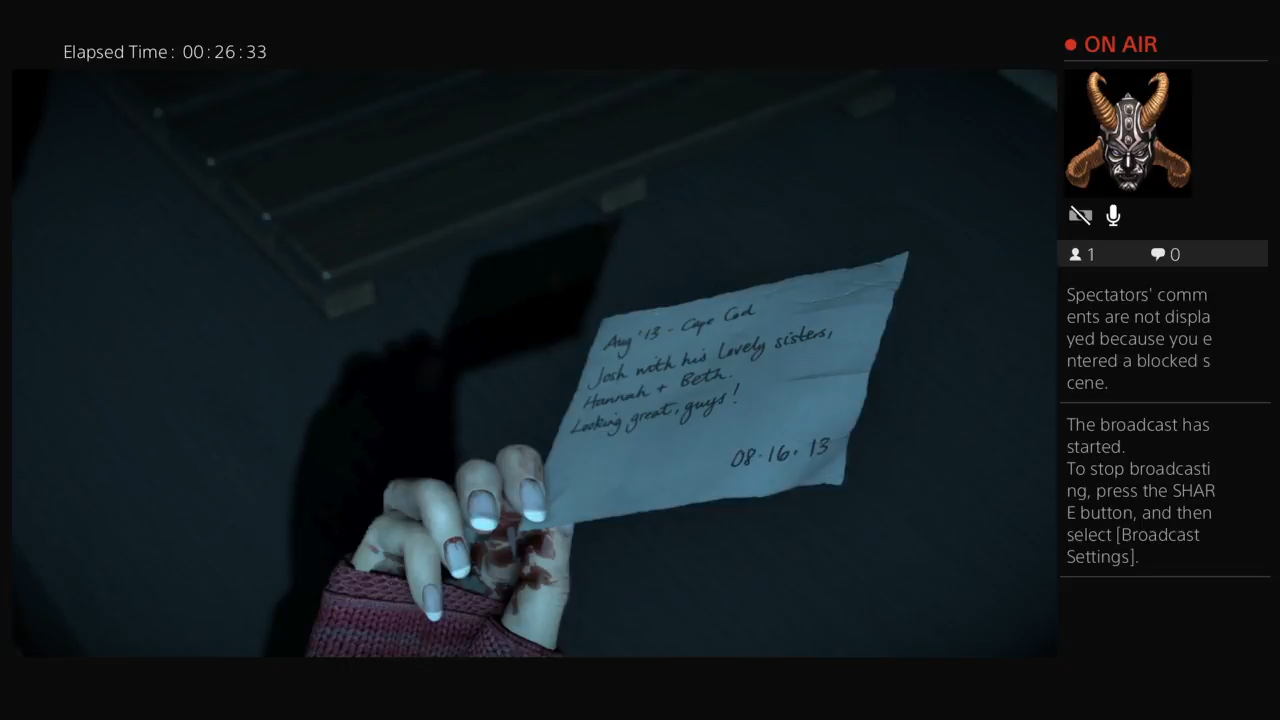 Elapsed Time: 00:26:33
ON AIR
1
0
Spectators' comm
ents are not displa
yed because you e
ntered a blocked s
cene.
The broadcast has
started.
To stop broadcasti
ng, press the SHAR
E button, and then
select [Broadcast
Settings].
Aug '13 - Cape Cod
Josh with his lovely sisters,
Hannah + Beth.
Looking great, guys!
08.16.13